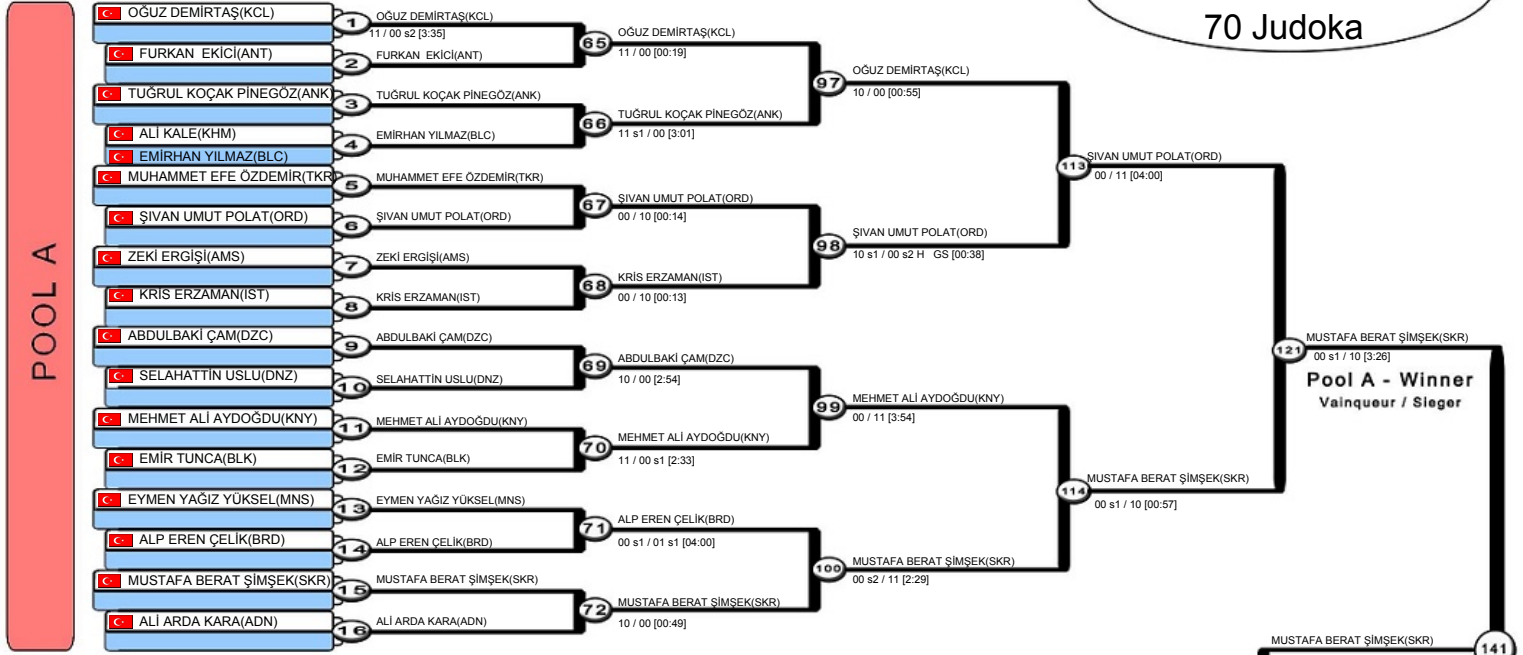 70 Judoka
POOL A
OĞUZ DEMİRTAŞ(KCL)
FURKAN EKİCİ(ANT)
TUĞRUL KOÇAK PİNEGÖZ(ANK)
ALİ KALE(KHM)
EMİRHAN YILMAZ(BLC)
MUHAMMET EFE ÖZDEMİR(TKR)
ŞIVAN UMUT POLAT(ORD)
ZEKİ ERGİŞİ(AMS)
KRİS ERZAMAN(IST)
ABDULBAKİ ÇAM(DZC)
SELAHATTİN USLU(DNZ)
MEHMET ALİ AYDOĞDU(KNY)
EMİR TUNCA(BLK)
EYMEN YAĞIZ YÜKSEL(MNS)
ALP EREN ÇELİK(BRD)
MUSTAFA BERAT ŞİMŞEK(SKR)
ALİ ARDA KARA(ADN)
1
OĞUZ DEMİRTAŞ(KCL)
11 / 00 s2 [3:35]
2
FURKAN EKİCİ(ANT)
3
TUĞRUL KOÇAK PİNEGÖZ(ANK)
4
EMİRHAN YILMAZ(BLC)
5
MUHAMMET EFE ÖZDEMİR(TKR)
6
ŞIVAN UMUT POLAT(ORD)
7
ZEKİ ERGİŞİ(AMS)
8
KRİS ERZAMAN(IST)
9
ABDULBAKİ ÇAM(DZC)
10
SELAHATTİN USLU(DNZ)
11
MEHMET ALİ AYDOĞDU(KNY)
12
EMİR TUNCA(BLK)
13
EYMEN YAĞIZ YÜKSEL(MNS)
14
ALP EREN ÇELİK(BRD)
15
MUSTAFA BERAT ŞİMŞEK(SKR)
16
ALİ ARDA KARA(ADN)
65
OĞUZ DEMİRTAŞ(KCL)
11 / 00 [00:19]
66
TUĞRUL KOÇAK PİNEGÖZ(ANK)
11 s1 / 00 [3:01]
67
ŞIVAN UMUT POLAT(ORD)
00 / 10 [00:14]
68
KRİS ERZAMAN(IST)
00 / 10 [00:13]
69
ABDULBAKİ ÇAM(DZC)
10 / 00 [2:54]
70
MEHMET ALİ AYDOĞDU(KNY)
11 / 00 s1 [2:33]
71
ALP EREN ÇELİK(BRD)
00 s1 / 01 s1 [04:00]
72
MUSTAFA BERAT ŞİMŞEK(SKR)
10 / 00 [00:49]
97
OĞUZ DEMİRTAŞ(KCL)
10 / 00 [00:55]
98
ŞIVAN UMUT POLAT(ORD)
10 s1 / 00 s2 H GS [00:38]
99
MEHMET ALİ AYDOĞDU(KNY)
00 / 11 [3:54]
100
MUSTAFA BERAT ŞİMŞEK(SKR)
00 s2 / 11 [2:29]
113
ŞIVAN UMUT POLAT(ORD)
00 / 11 [04:00]
114
MUSTAFA BERAT ŞİMŞEK(SKR)
00 s1 / 10 [00:57]
121
MUSTAFA BERAT ŞİMŞEK(SKR)
00 s1 / 10 [3:26]
Pool A - Winner
Vainqueur / Sieger
MUSTAFA BERAT ŞİMŞEK(SKR)
141